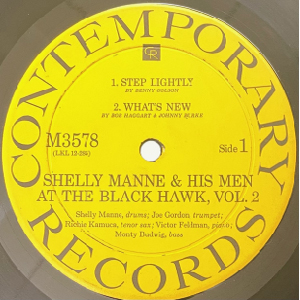 CONTEMPORARY RECORDS
CR
1. STEP LIGHTLY
BY BENNY GOLSON
2. WHAT'S NEW
BY BOB HAGGART & JOHNNY BURKE
M3578
(LKL 12-295)
Side 1
SHELLY MANNE & HIS MEN
AT THE BLACK HAWK, VOL. 2
Shelly Manne, drums; Joe Gordon trumpet;
Richie Kamuca, tenor sax; Victor Feldman, piano;
Monty Budwig, bass